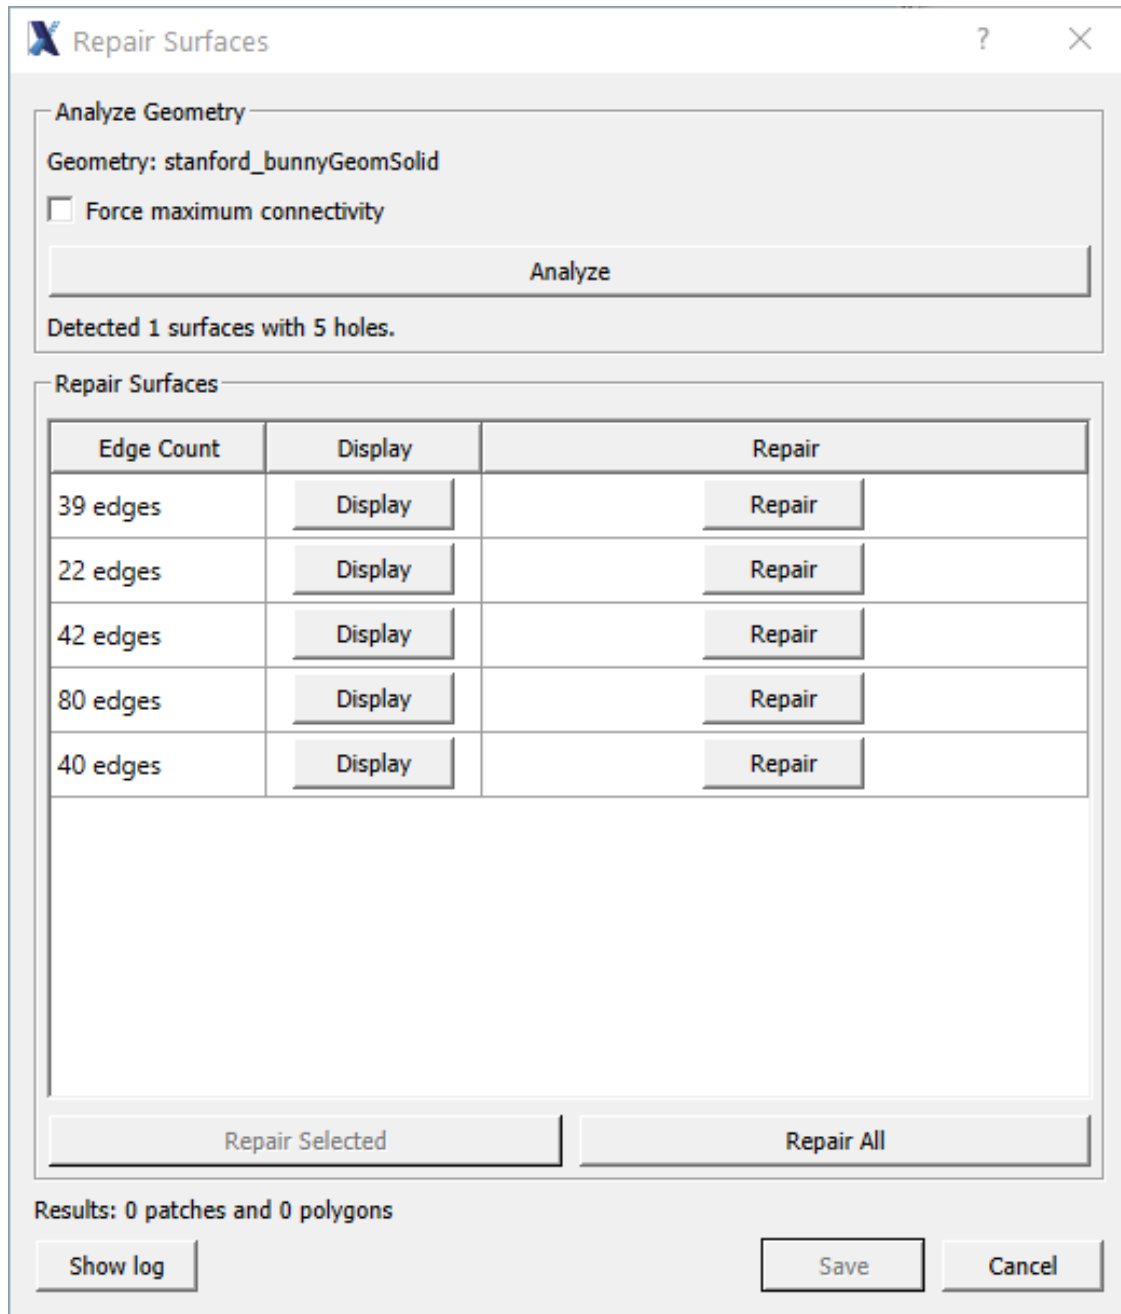 Repair Surfaces
Analyze Geometry
Geometry: stanford_bunnyGeomSolid
Force maximum connectivity
Analyze
Detected 1 surfaces with 5 holes.
Repair Surfaces
Edge Count Display Repair
39 edges Display Repair
22 edges Display Repair
42 edges Display Repair
80 edges Display Repair
40 edges Display Repair
Repair Selected Repair All
Results: 0 patches and 0 polygons
Show log Save Cancel